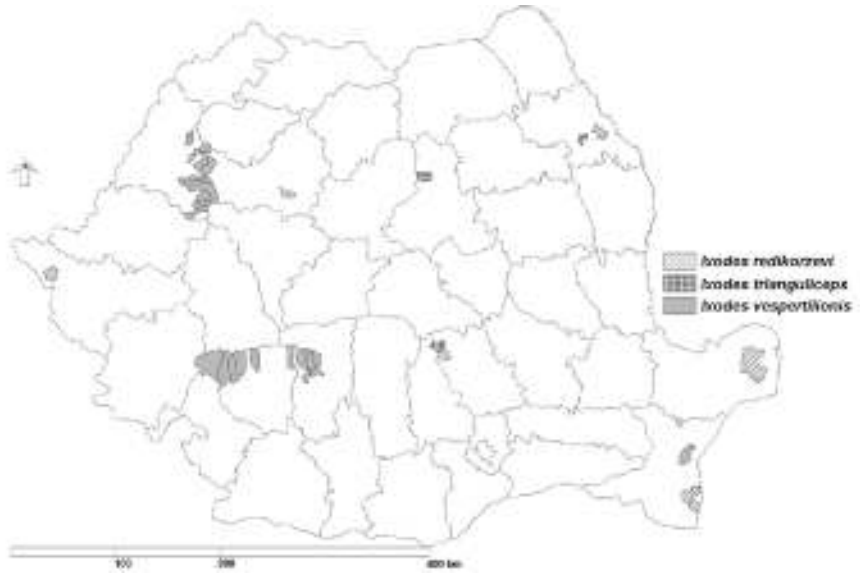 Ixodes redikorzevi
Ixodes trianguliceps
Ixodes vespertilionis
100 200 400 km